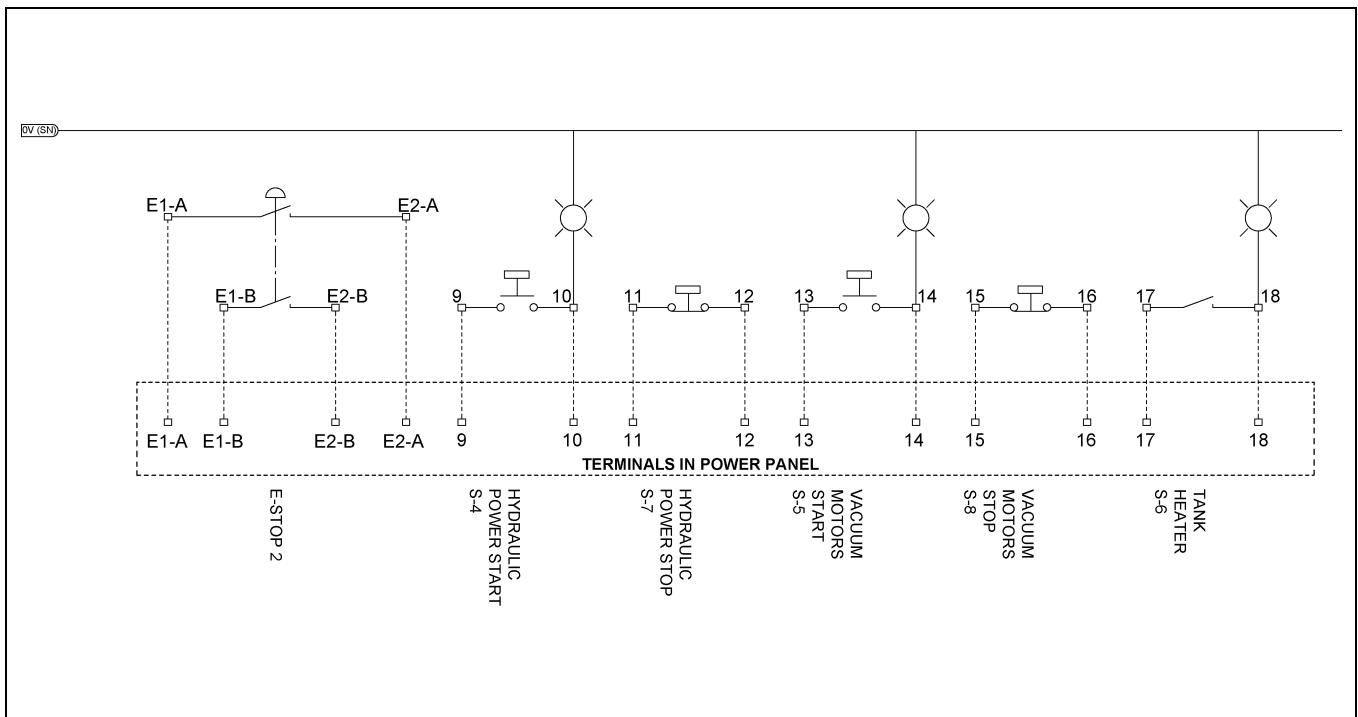 0V (SN)
E1-A
E2-A
E1-B
E2-B
9
10
11
12
13
14
15
16
17
18
E1-A
E1-B
E2-B
E2-A
9
10
11
12
13
14
15
16
17
18
TERMINALS IN POWER PANEL
E-STOP 2
HYDRAULIC
POWER START
S-4
HYDRAULIC
POWER STOP
S-7
VACUUM
MOTORS
START
S-5
VACUUM
MOTORS
STOP
S-8
TANK
HEATER
S-6